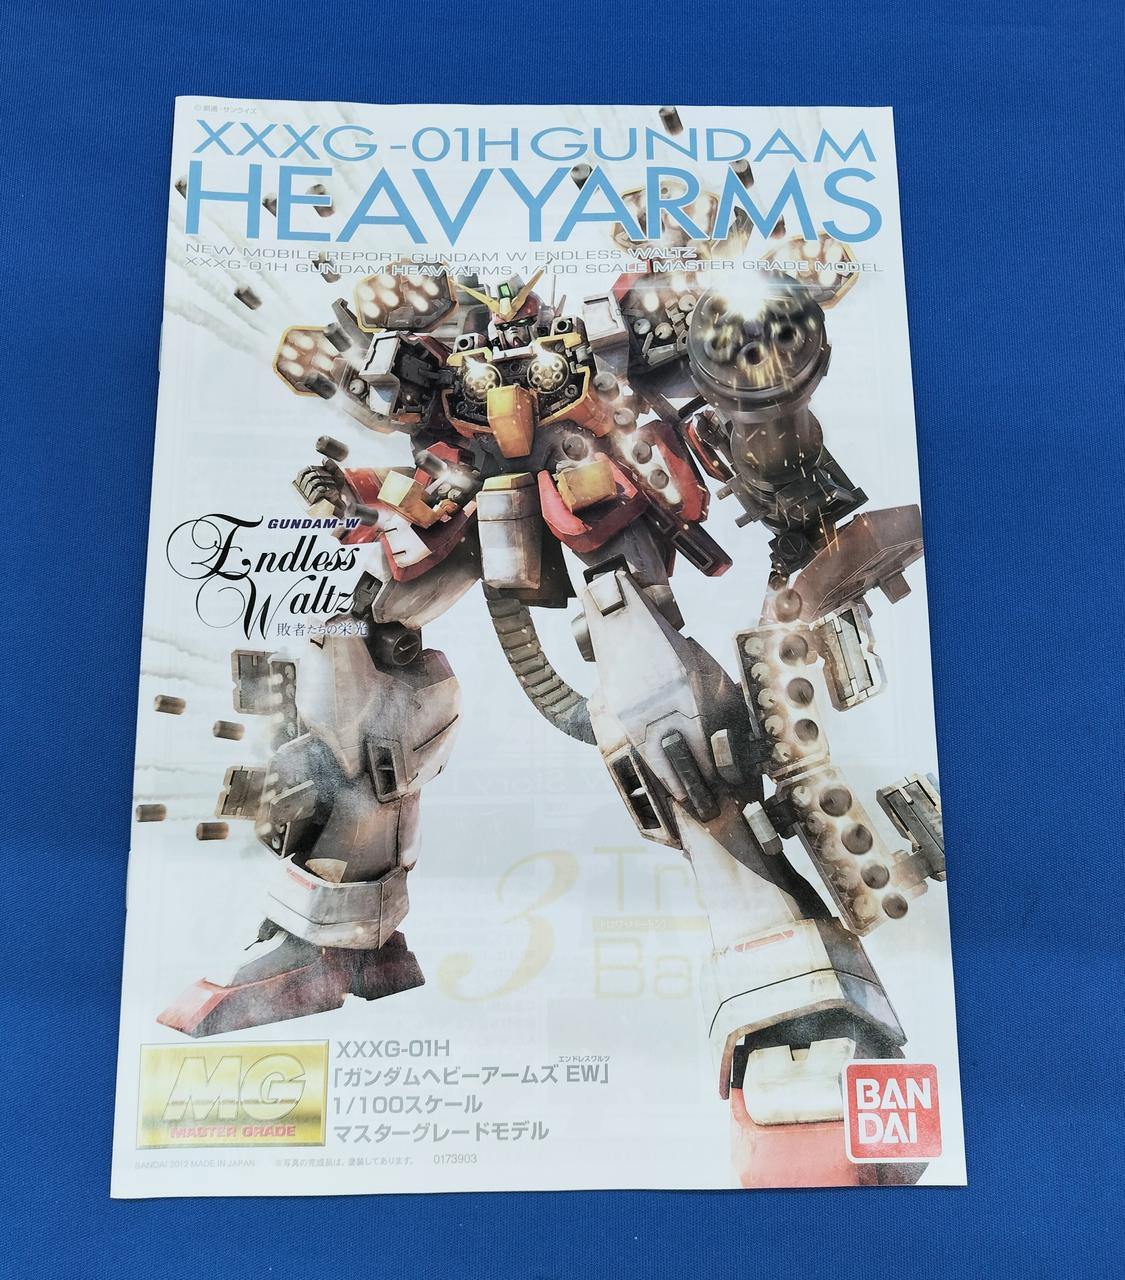 © 創通・サンライズ
XXXG-01H GUNDAM
HEAVYARMS
NEW MOBILE REPORT GUNDAM W ENDLESS WALTZ
XXXG-01H GUNDAM HEAVYARMS 1/100 SCALE MASTER GRADE MODEL
GUNDAM-W
Endless
Waltz
敗者たちの栄光
3 Tr
Ba
MG
MASTER GRADE
XXXG-01H
エンドレスワルツ
「ガンダムヘビーアームズ EW」
1/100スケール
マスターグレードモデル
BAN
DAI
BANDAI 2012 MADE IN JAPAN ※写真の完成品は、塗装してあります。 0173903